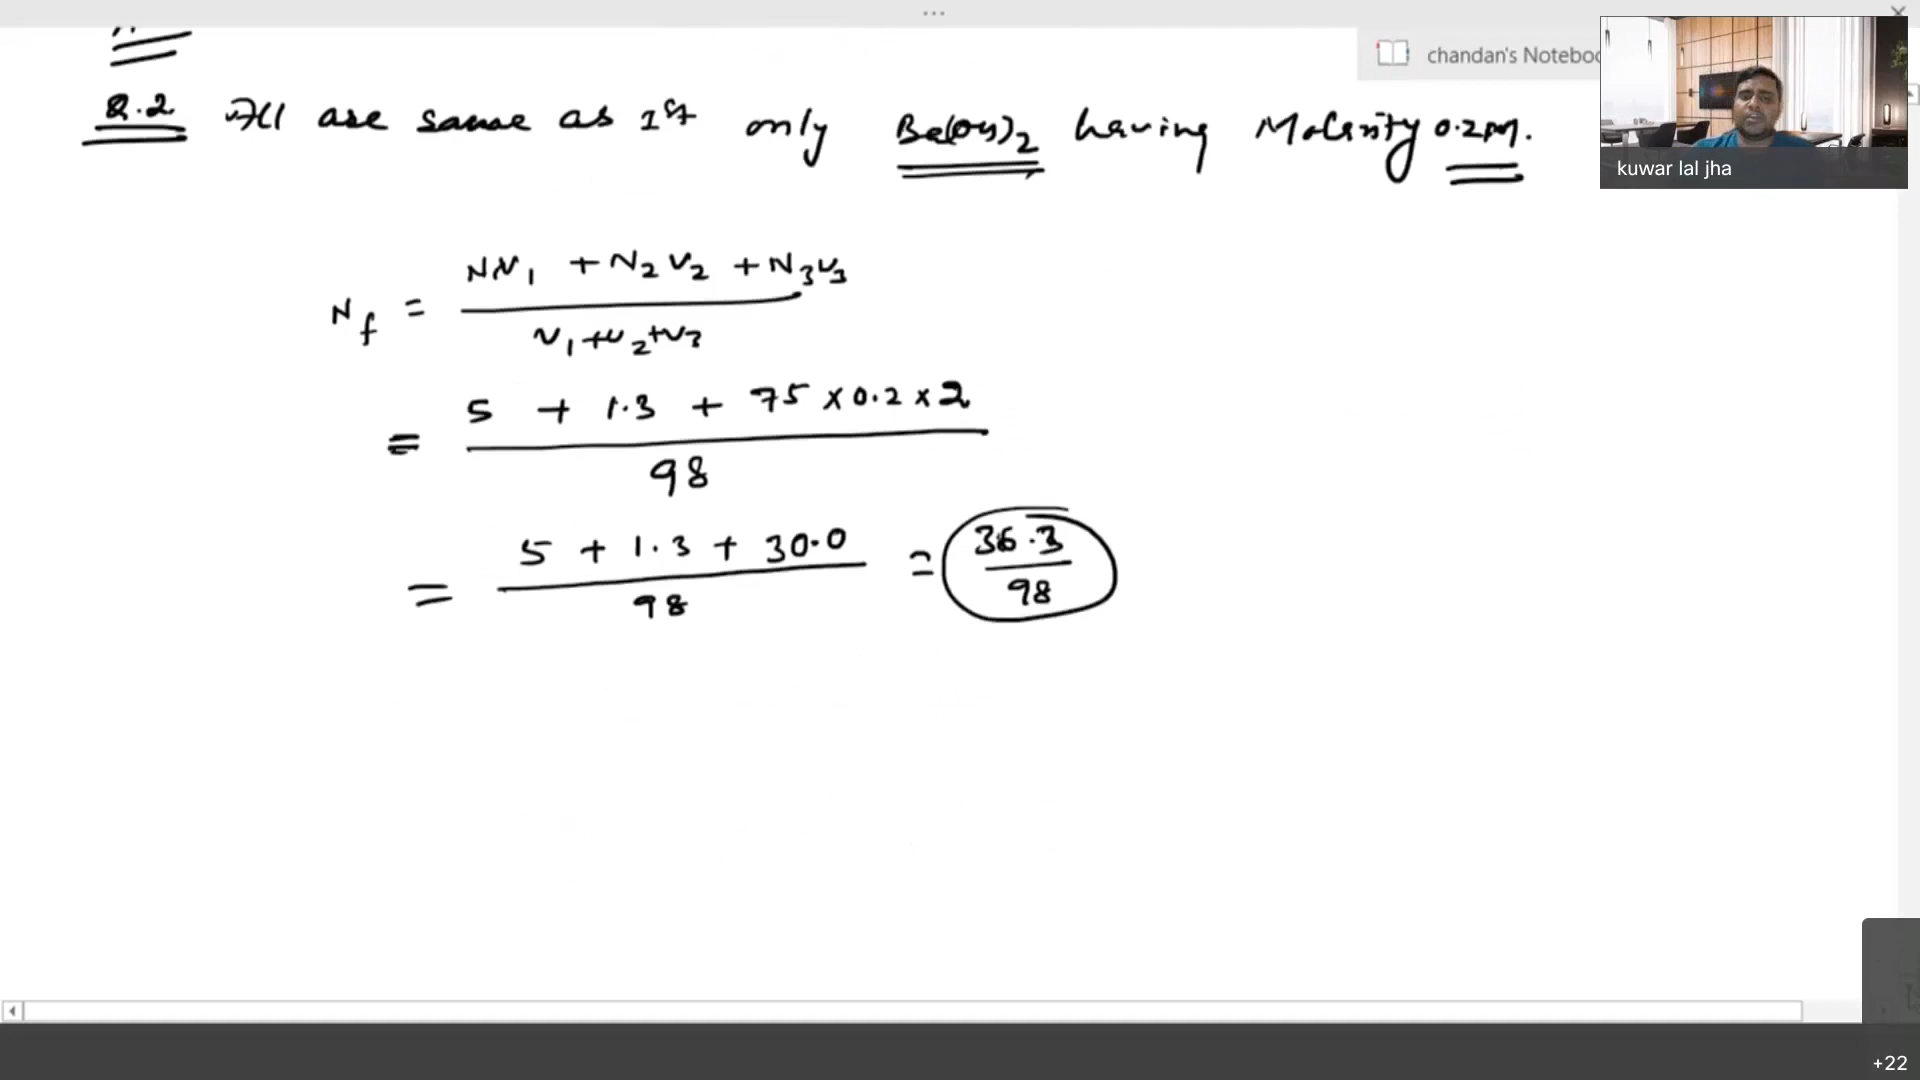 chandan's Noteboo
kuwar lal jha
Q.2 All are same as 1st only Be(OH)2 having Molarity 0.2M.
Nf = N1V1 + N2V2 + N3V3 / V1+V2+V3
= 5 + 1.3 + 75 × 0.2 × 2 / 98
= 5 + 1.3 + 30.0 / 98 = 36.3 / 98
+22